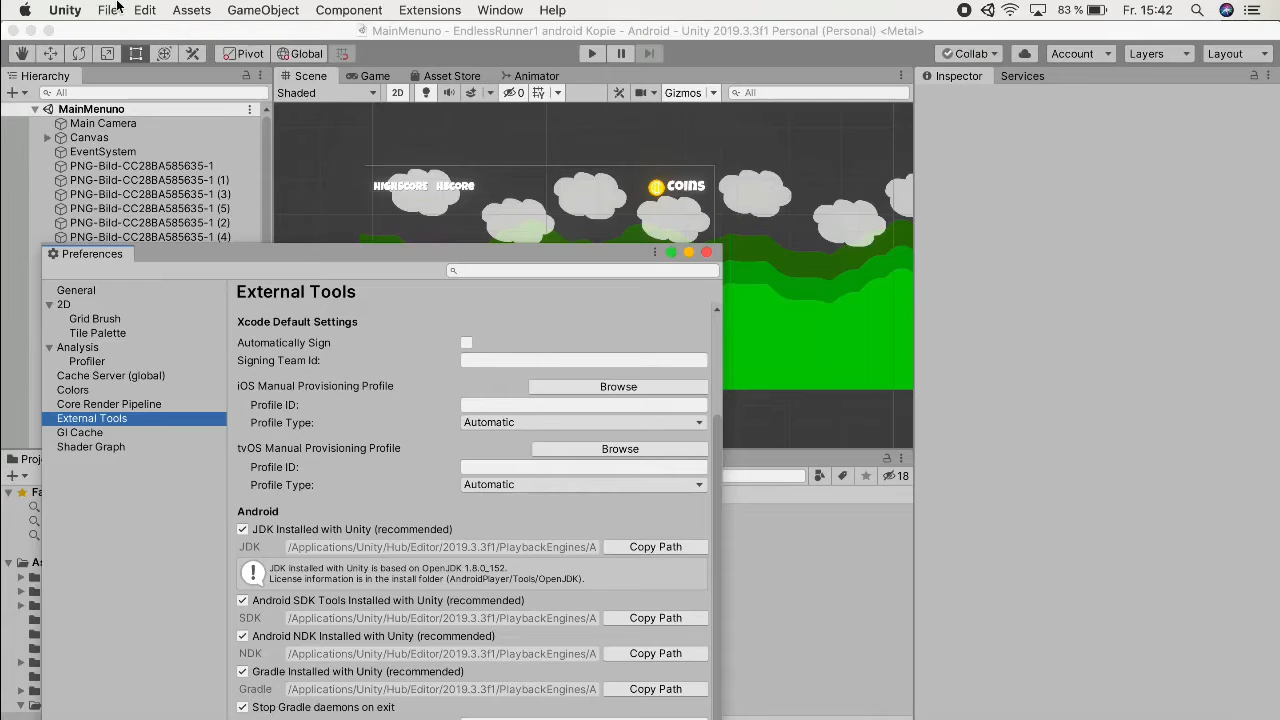 Unity File Edit Assets GameObject Component Extensions Window Help 83 % Fr. 15:42
MainMenuno - EndlessRunner1 android Kopie - Android - Unity 2019.3.3f1 Personal (Personal) <Metal>
Pivot Global Collab Account Layers Layout
Hierarchy Scene Game Asset Store Animator Inspector Services
All Shaded 2D 0 Gizmos All
MainMenuno
Main Camera
Canvas
EventSystem
PNG-Bild-CC28BA585635-1
PNG-Bild-CC28BA585635-1 (1)
PNG-Bild-CC28BA585635-1 (3)
PNG-Bild-CC28BA585635-1 (5)
PNG-Bild-CC28BA585635-1 (2)
PNG-Bild-CC28BA585635-1 (4)
HIGHSCORE HSCORE COINS
Preferences
General
2D
Grid Brush
Tile Palette
Analysis
Profiler
Cache Server (global)
Colors
Core Render Pipeline
External Tools
GI Cache
Shader Graph
External Tools
Xcode Default Settings
Automatically Sign
Signing Team Id:
iOS Manual Provisioning Profile Browse
Profile ID:
Profile Type: Automatic
tvOS Manual Provisioning Profile Browse
Profile ID:
Profile Type: Automatic
Android
JDK Installed with Unity (recommended)
JDK /Applications/Unity/Hub/Editor/2019.3.3f1/PlaybackEngines/A Copy Path
JDK installed with Unity is based on OpenJDK 1.8.0_152.
License information is in the install folder (AndroidPlayer/Tools/OpenJDK).
Android SDK Tools Installed with Unity (recommended)
SDK /Applications/Unity/Hub/Editor/2019.3.3f1/PlaybackEngines/A Copy Path
Android NDK Installed with Unity (recommended)
NDK /Applications/Unity/Hub/Editor/2019.3.3f1/PlaybackEngines/A Copy Path
Gradle Installed with Unity (recommended)
Gradle /Applications/Unity/Hub/Editor/2019.3.3f1/PlaybackEngines/A Copy Path
Stop Gradle daemons on exit
Proj
Fa
As
18